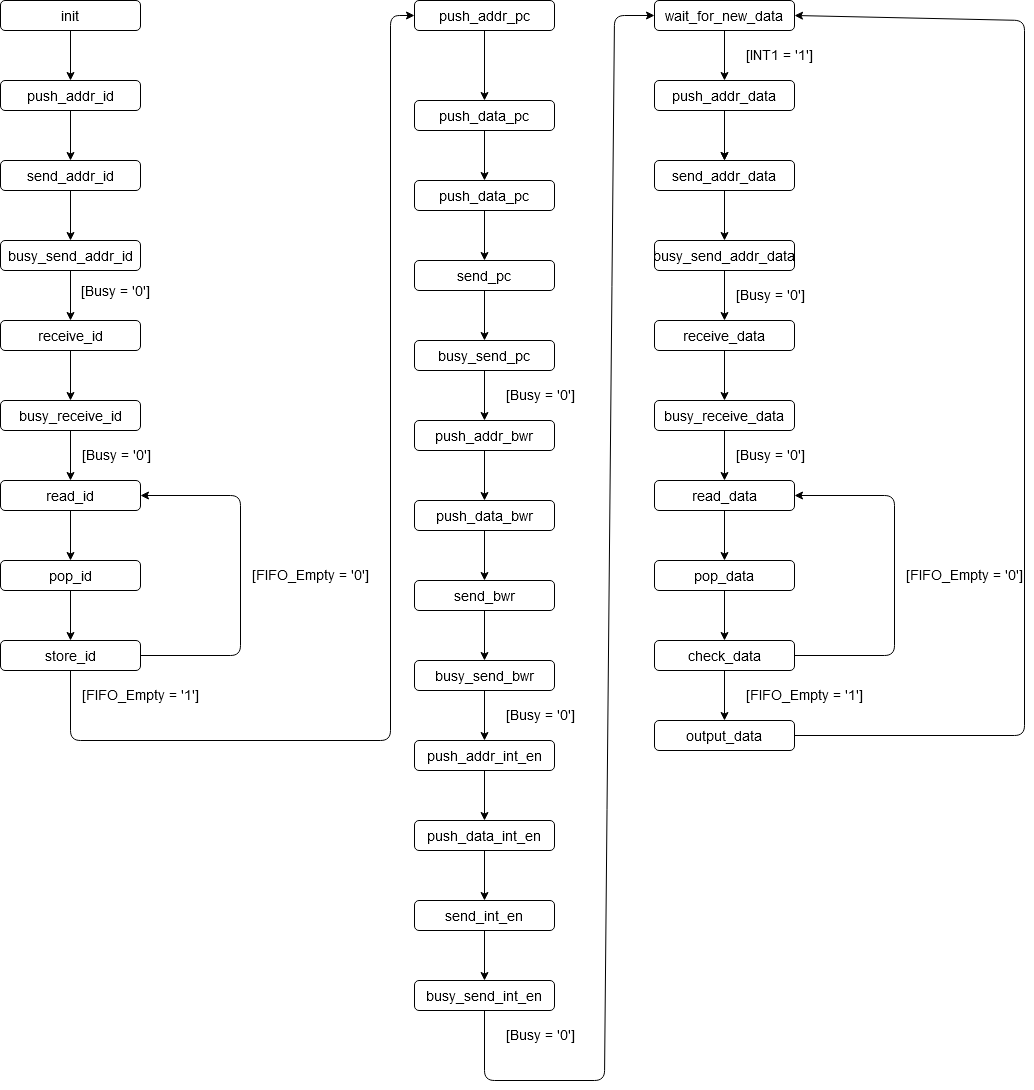 init
push_addr_id
send_addr_id
busy_send_addr_id
[Busy = '0']
receive_id
busy_receive_id
[Busy = '0']
read_id
[FIFO_Empty = '0']
pop_id
store_id
[FIFO_Empty = '1']
push_addr_pc
push_data_pc
push_data_pc
send_pc
busy_send_pc
[Busy = '0']
push_addr_bwr
push_data_bwr
send_bwr
busy_send_bwr
[Busy = '0']
push_addr_int_en
push_data_int_en
send_int_en
busy_send_int_en
[Busy = '0']
wait_for_new_data
[INT1 = '1']
push_addr_data
send_addr_data
busy_send_addr_data
[Busy = '0']
receive_data
busy_receive_data
[Busy = '0']
read_data
pop_data
[FIFO_Empty = '0']
check_data
[FIFO_Empty = '1']
output_data